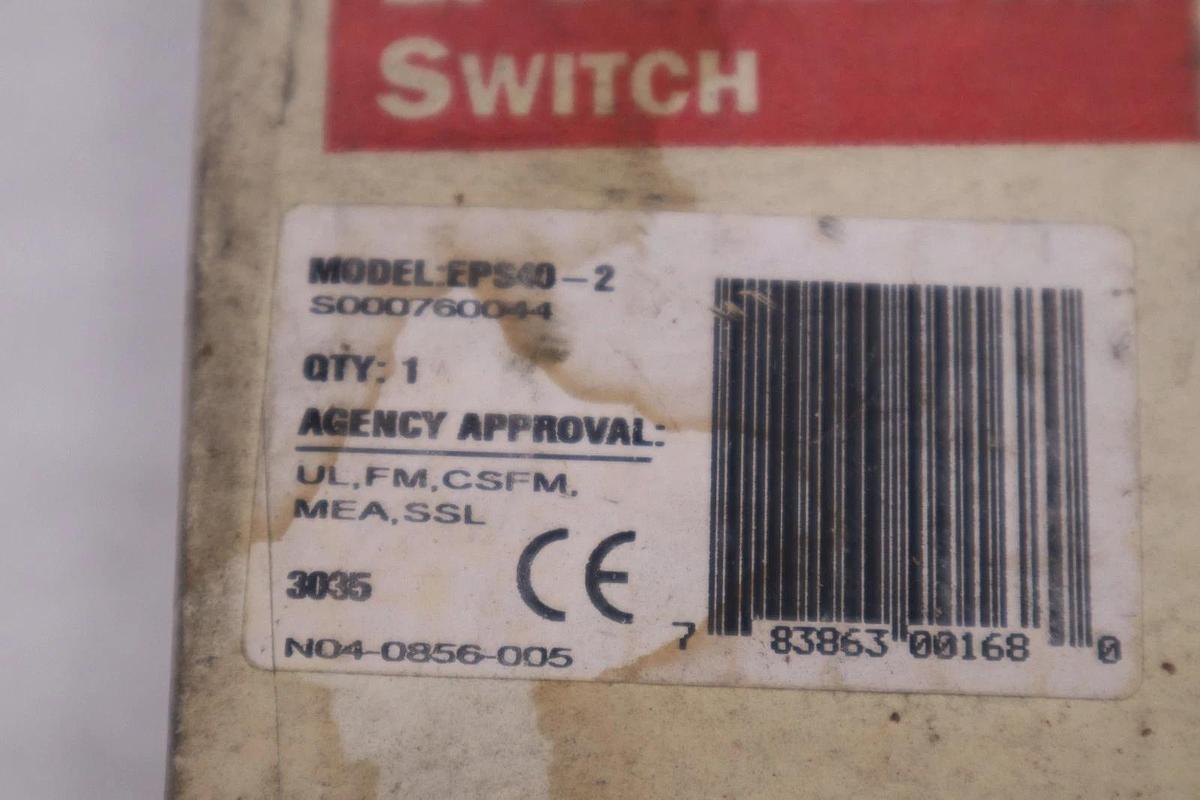 SWITCH
MODEL:EPS40-2
S000760044
QTY: 1
AGENCY APPROVAL:
UL,FM,CSFM,
MEA,SSL
CE
3035
N04-0856-005
7 83863 00168 0